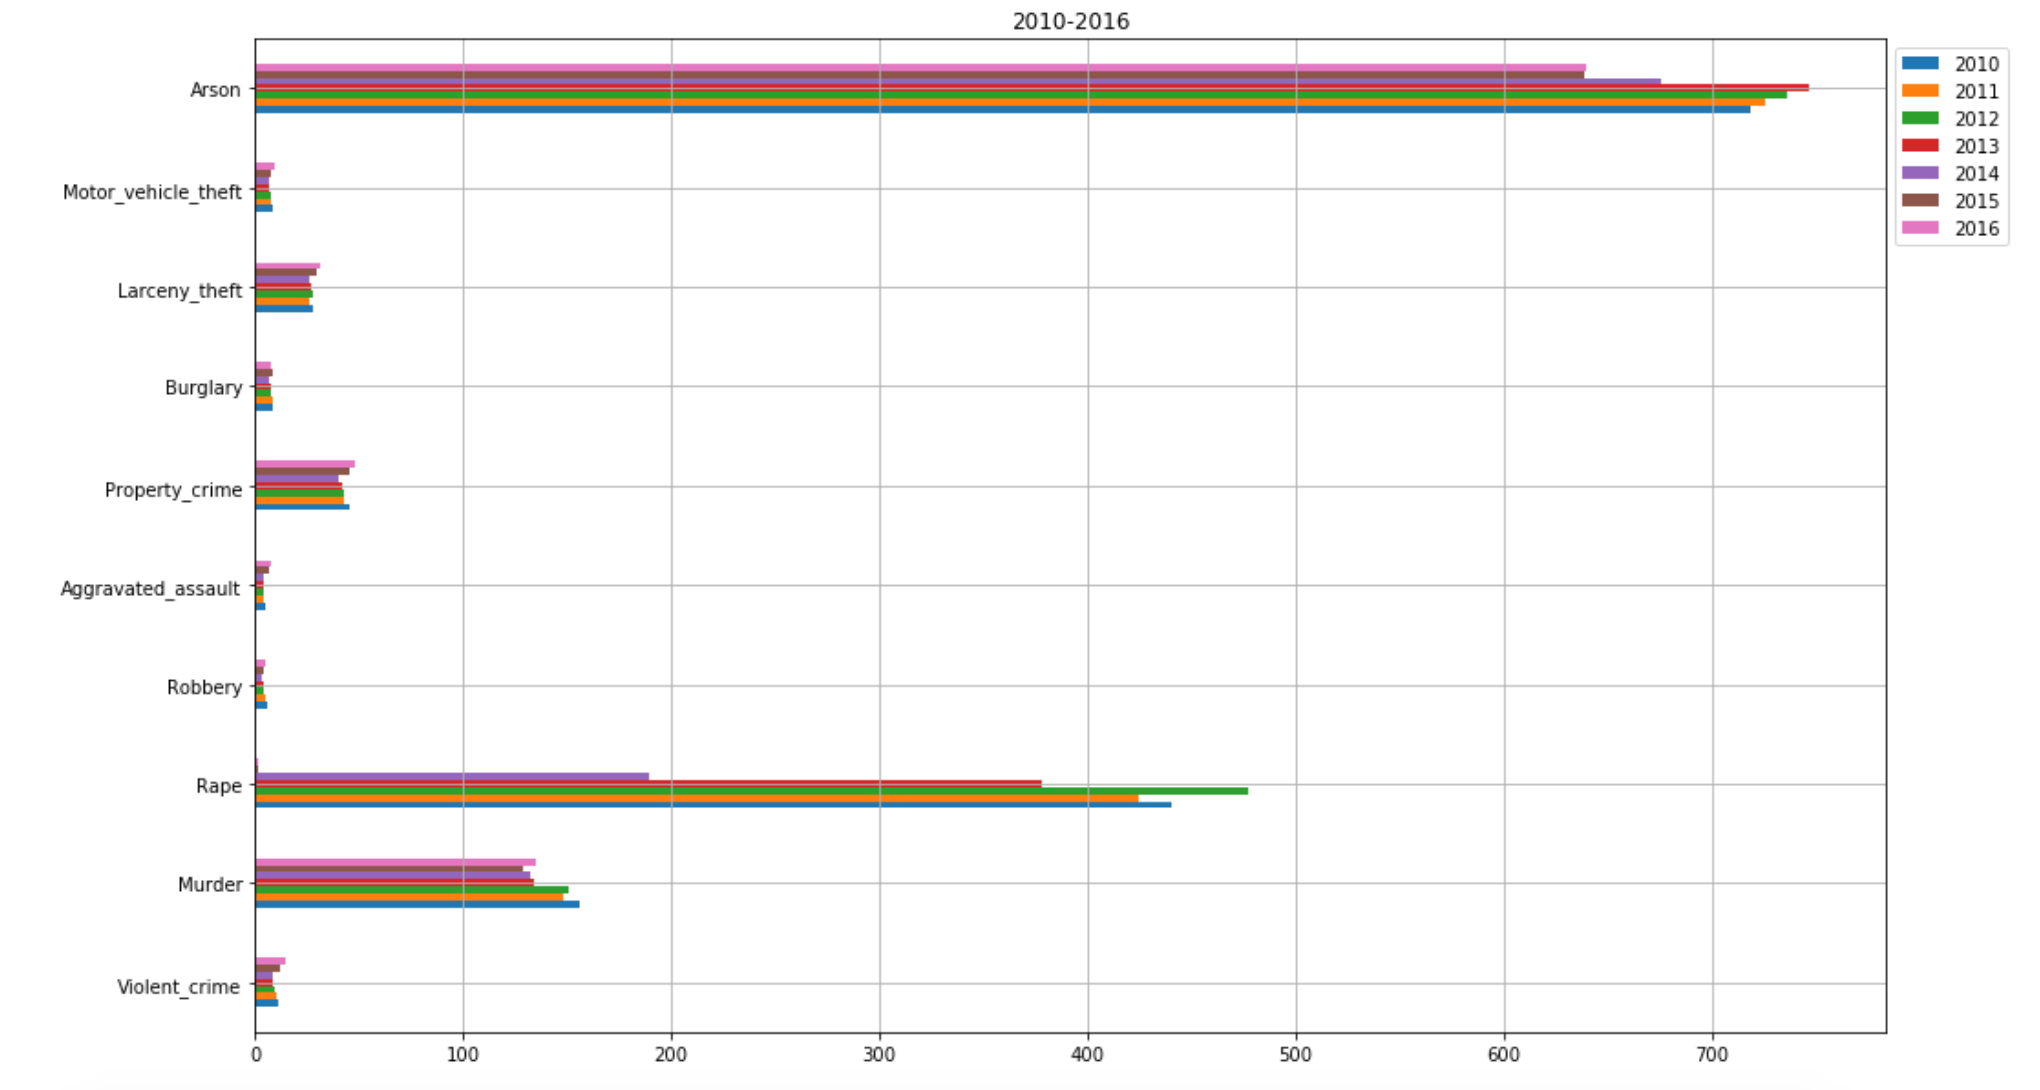 2010-2016
Arson
Motor_vehicle_theft
Larceny_theft
Burglary
Property_crime
Aggravated_assault
Robbery
Rape
Murder
Violent_crime
0 100 200 300 400 500 600 700
2010
2011
2012
2013
2014
2015
2016